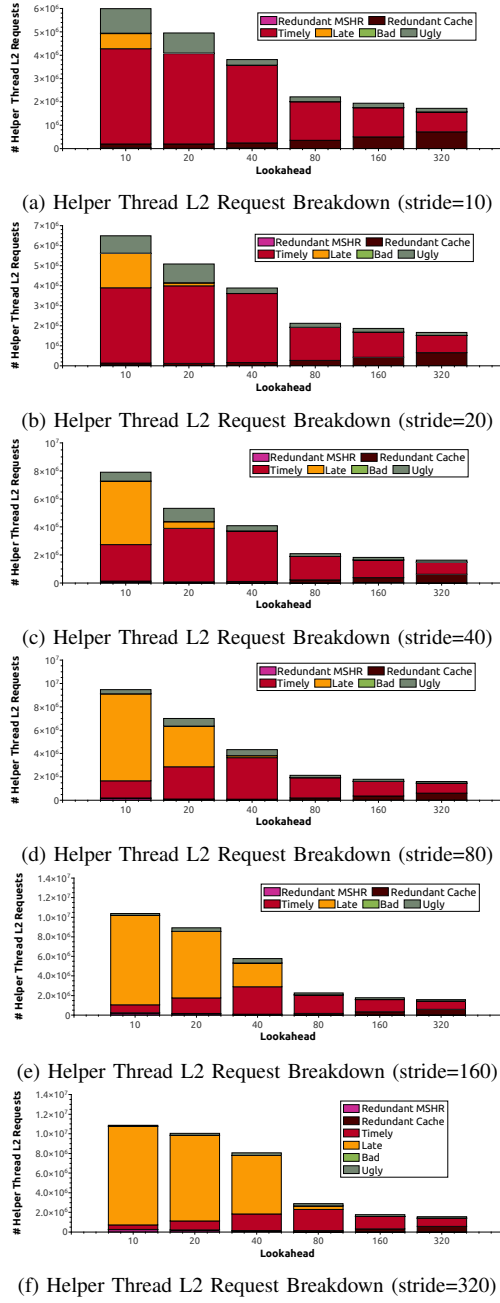 # Helper Thread L2 Requests
6×10⁶
5×10⁶
4×10⁶
3×10⁶
2×10⁶
10⁶
0
Redundant MSHR Redundant Cache
Timely Late Bad Ugly
10 20 40 80 160 320
Lookahead
(a) Helper Thread L2 Request Breakdown (stride=10)
# Helper Thread L2 Requests
7×10⁶
6×10⁶
5×10⁶
4×10⁶
3×10⁶
2×10⁶
10⁶
0
Redundant MSHR Redundant Cache
Timely Late Bad Ugly
10 20 40 80 160 320
Lookahead
(b) Helper Thread L2 Request Breakdown (stride=20)
# Helper Thread L2 Requests
10⁷
8×10⁶
6×10⁶
4×10⁶
2×10⁶
0
Redundant MSHR Redundant Cache
Timely Late Bad Ugly
10 20 40 80 160 320
Lookahead
(c) Helper Thread L2 Request Breakdown (stride=40)
# Helper Thread L2 Requests
10⁷
10⁷
8×10⁶
6×10⁶
4×10⁶
2×10⁶
0
Redundant MSHR Redundant Cache
Timely Late Bad Ugly
10 20 40 80 160 320
Lookahead
(d) Helper Thread L2 Request Breakdown (stride=80)
# Helper Thread L2 Requests
1.4×10⁷
1.2×10⁷
1.0×10⁷
8.0×10⁶
6.0×10⁶
4.0×10⁶
2.0×10⁶
0
Redundant MSHR Redundant Cache
Timely Late Bad Ugly
10 20 40 80 160 320
Lookahead
(e) Helper Thread L2 Request Breakdown (stride=160)
# Helper Thread L2 Requests
1.4×10⁷
1.2×10⁷
1.0×10⁷
8.0×10⁶
6.0×10⁶
4.0×10⁶
2.0×10⁶
0
Redundant MSHR
Redundant Cache
Timely
Late
Bad
Ugly
10 20 40 80 160 320
Lookahead
(f) Helper Thread L2 Request Breakdown (stride=320)